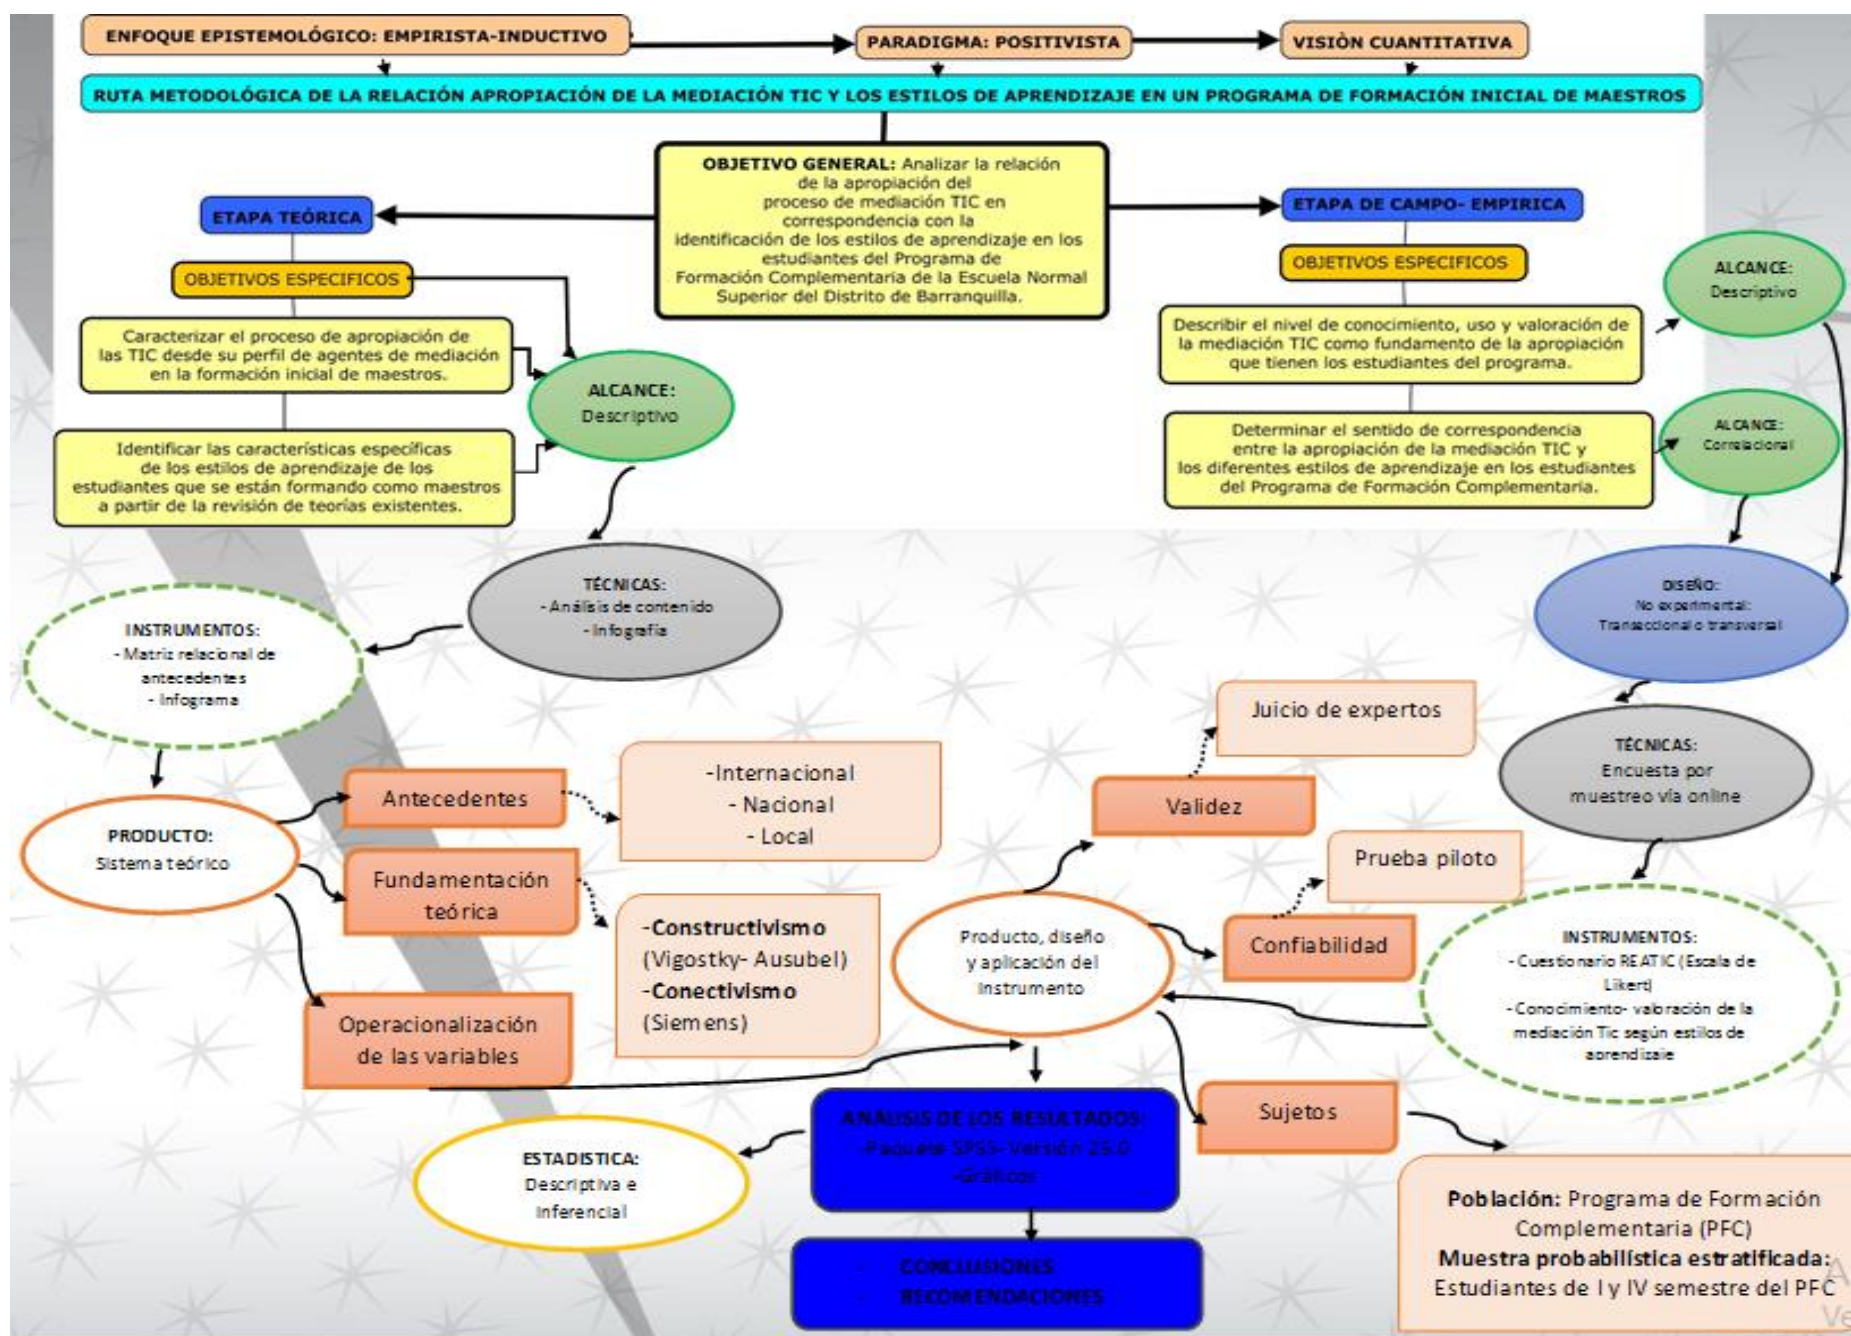 ENFOQUE EPISTEMOLÓGICO: EMPIRISTA-INDUCTIVO
PARADIGMA: POSITIVISTA
VISIÒN CUANTITATIVA
RUTA METODOLÓGICA DE LA RELACIÓN APROPIACIÓN DE LA MEDIACIÓN TIC Y LOS ESTILOS DE APRENDIZAJE EN UN PROGRAMA DE FORMACIÓN INICIAL DE MAESTROS
OBJETIVO GENERAL: Analizar la relación
de la apropiación del
proceso de mediación TIC en
correspondencia con la
identificación de los estilos de aprendizaje en los
estudiantes del Programa de
Formación Complementaria de la Escuela Normal
Superior del Distrito de Barranquilla.
ETAPA TEÓRICA
OBJETIVOS ESPECIFICOS
Caracterizar el proceso de apropiación de
las TIC desde su perfil de agentes de mediación
en la formación inicial de maestros.
Identificar las características específicas
de los estilos de aprendizaje de los
estudiantes que se están formando como maestros
a partir de la revisión de teorías existentes.
ALCANCE:
Descriptivo
ETAPA DE CAMPO- EMPIRICA
OBJETIVOS ESPECIFICOS
Describir el nivel de conocimiento, uso y valoración de
la mediación TIC como fundamento de la apropiación
que tienen los estudiantes del programa.
Determinar el sentido de correspondencia
entre la apropiación de la mediación TIC y
los diferentes estilos de aprendizaje en los estudiantes
del Programa de Formación Complementaria.
ALCANCE:
Descriptivo
ALCANCE:
Correlacional
TÉCNICAS:
- Análisis de contenido
- Infografía
INSTRUMENTOS:
- Matriz relacional de
antecedentes
- Infograma
PRODUCTO:
Sistema teórico
Antecedentes
-Internacional
- Nacional
- Local
Fundamentación
teórica
-Constructivismo
(Vigostky- Ausubel)
-Conectivismo
(Siemens)
Operacionalización
de las variables
DISEÑO:
No experimental:
Transeccional o transversal
TÉCNICAS:
Encuesta por
muestreo vía online
INSTRUMENTOS:
- Cuestionario REATIC (Escala de
Likert)
- Conocimiento- valoración de la
mediación Tic según estilos de
aprendizaje
Producto, diseño
y aplicación del
Instrumento
Validez
Juicio de expertos
Confiabilidad
Prueba piloto
Sujetos
Población: Programa de Formación
Complementaria (PFC)
Muestra probabilística estratificada:
Estudiantes de I y IV semestre del PFC
ANÁLISIS DE LOS RESULTADOS:
-Paquete SPSS- Versión 25.0
-Gráficos
ESTADISTICA:
Descriptiva e
Inferencial
- CONCLUSIONES
- RECOMENDACIONES